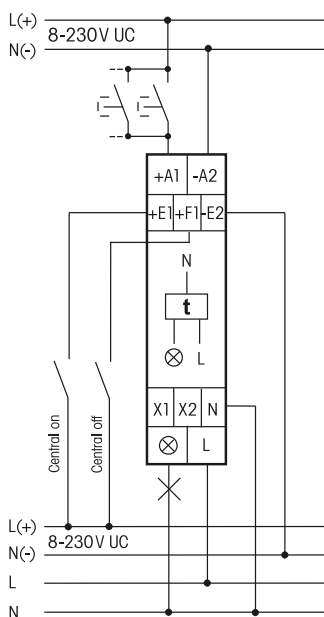 L(+)
8-230V UC
N(-)
+A1 -A2
+E1 +F1 -E2
N
t
L
X1 X2 N
L
Central on
Central off
L(+)
8-230V UC
N(-)
L
N